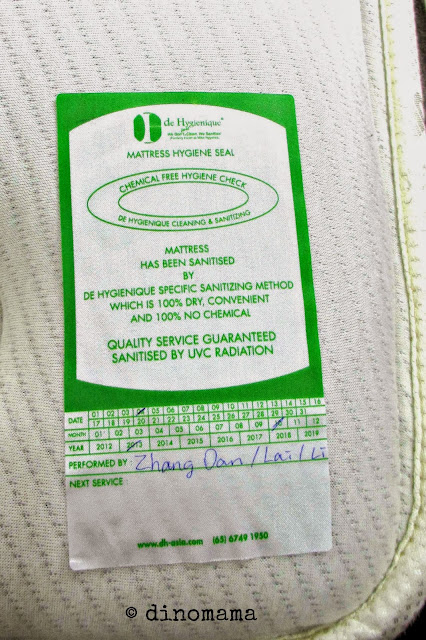 de Hygienique
We Don't Clean, We Sanitise!
MATTRESS HYGIENE SEAL
CHEMICAL FREE HYGIENE CHECK
DE HYGIENIQUE CLEANING & SANITIZING
MATTRESS
HAS BEEN SANITISED
BY
DE HYGIENIQUE SPECIFIC SANITIZING METHOD
WHICH IS 100% DRY, CONVENIENT
AND 100% NO CHEMICAL
QUALITY SERVICE GUARANTEED
SANITISED BY UVC RADIATION
DATE 01 02 03 04 05 06 07 08 09 10 11 12 13 14 15 16
17 18 19 20 21 22 23 24 25 26 27 28 29 30 31
MONTH 01 02 03 04 05 06 07 08 09 10 11 12
YEAR 2012 2013 2014 2015 2016 2017 2018 2019
PERFORMED BY: Zhang Dan/Lai/Li
NEXT SERVICE
www.dh-asia.com (65) 6749 1950
© dinomama